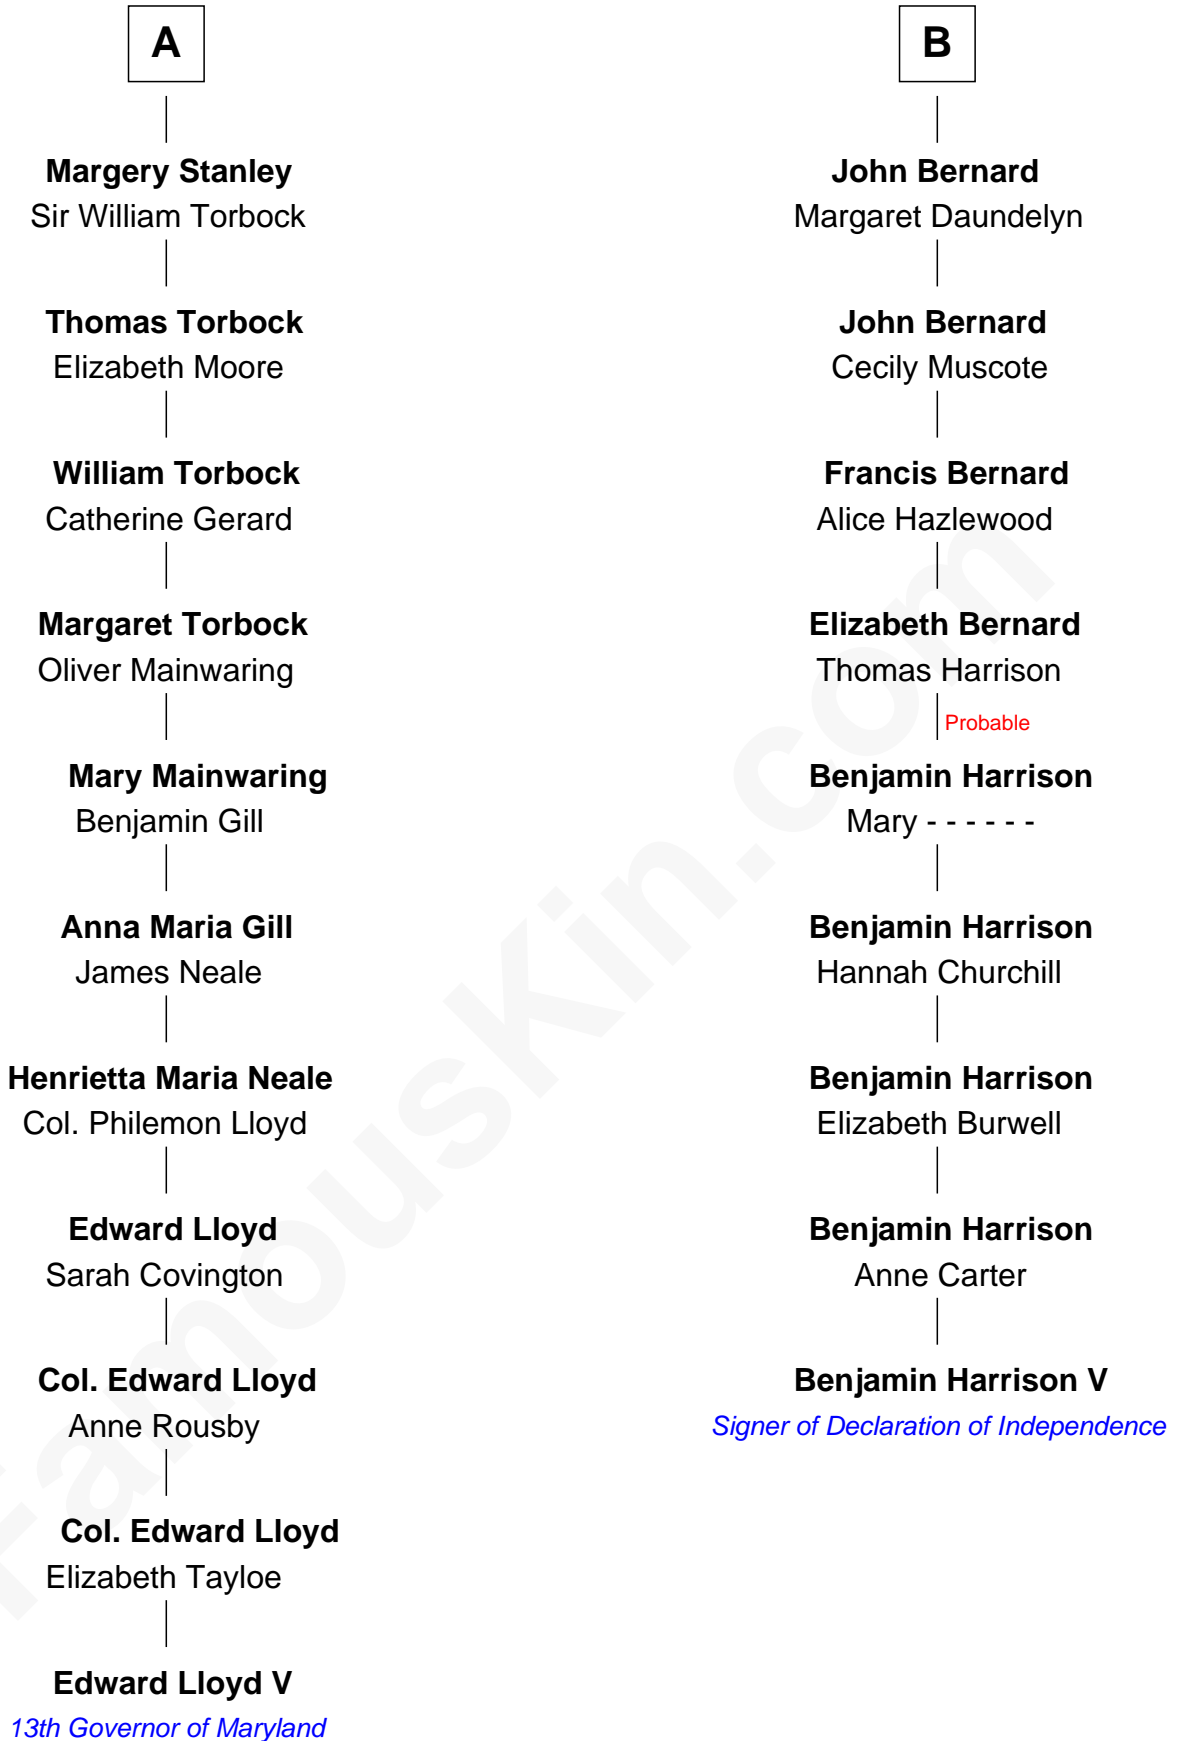 A
Margery Stanley
Sir William Torbock
Thomas Torbock
Elizabeth Moore
William Torbock
Catherine Gerard
Margaret Torbock
Oliver Mainwaring
Mary Mainwaring
Benjamin Gill
Anna Maria Gill
James Neale
Henrietta Maria Neale
Col. Philemon Lloyd
Edward Lloyd
Sarah Covington
Col. Edward Lloyd
Anne Rousby
Col. Edward Lloyd
Elizabeth Tayloe
Edward Lloyd V
13th Governor of Maryland
B
John Bernard
Margaret Daundelyn
John Bernard
Cecily Muscote
Francis Bernard
Alice Hazlewood
Elizabeth Bernard
Thomas Harrison
Probable
Benjamin Harrison
Mary - - - - - -
Benjamin Harrison
Hannah Churchill
Benjamin Harrison
Elizabeth Burwell
Benjamin Harrison
Anne Carter
Benjamin Harrison V
Signer of Declaration of Independence
FamousKin.com